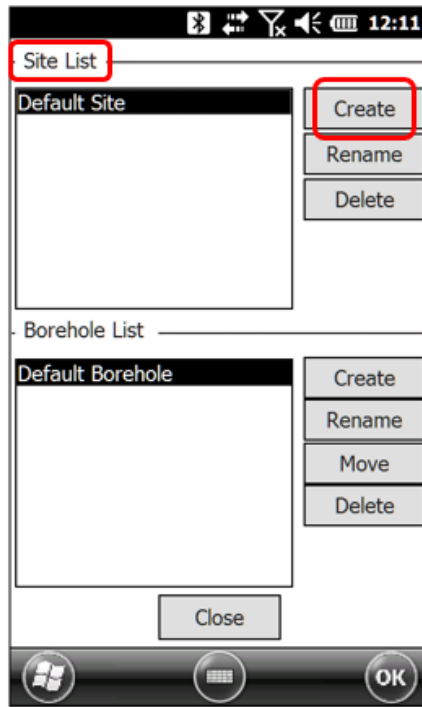 12:11
Site List
Default Site
Create
Rename
Delete
Borehole List
Default Borehole
Create
Rename
Move
Delete
Close
OK